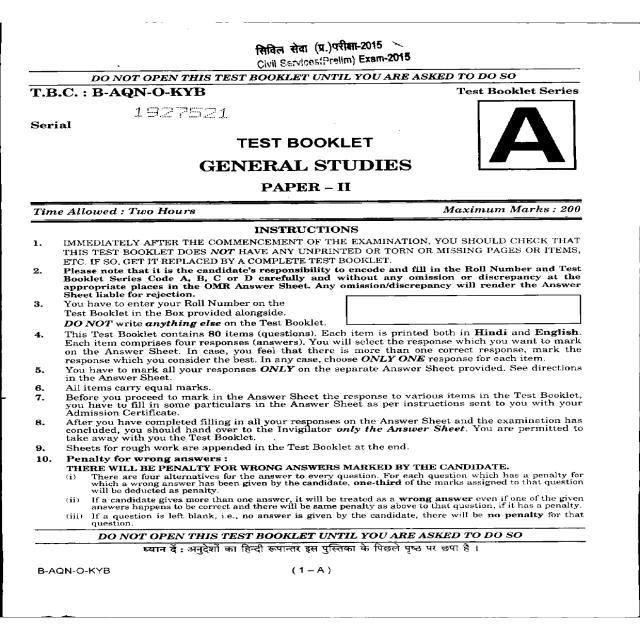 सिविल सेवा (प्र.)परीक्षा-2015
Civil Services(Prelim) Exam-2015
DO NOT OPEN THIS TEST BOOKLET UNTIL YOU ARE ASKED TO DO SO
T.B.C. : B-AQN-O-KYB
Test Booklet Series
1927521
Serial
A
TEST BOOKLET
GENERAL STUDIES
PAPER – II
Time Allowed : Two Hours
Maximum Marks : 200
INSTRUCTIONS
1. IMMEDIATELY AFTER THE COMMENCEMENT OF THE EXAMINATION, YOU SHOULD CHECK THAT
THIS TEST BOOKLET DOES NOT HAVE ANY UNPRINTED OR TORN OR MISSING PAGES OR ITEMS,
ETC. IF SO, GET IT REPLACED BY A COMPLETE TEST BOOKLET.
2. Please note that it is the candidate's responsibility to encode and fill in the Roll Number and Test
Booklet Series Code A, B, C or D carefully and without any omission or discrepancy at the
appropriate places in the OMR Answer Sheet. Any omission/discrepancy will render the Answer
Sheet liable for rejection.
3. You have to enter your Roll Number on the
Test Booklet in the Box provided alongside.
DO NOT write anything else on the Test Booklet.
4. This Test Booklet contains 80 items (questions). Each item is printed both in Hindi and English.
Each item comprises four responses (answers). You will select the response which you want to mark
on the Answer Sheet. In case, you feel that there is more than one correct response, mark the
response which you consider the best. In any case, choose ONLY ONE response for each item.
5. You have to mark all your responses ONLY on the separate Answer Sheet provided. See directions
in the Answer Sheet.
6. All items carry equal marks.
7. Before you proceed to mark in the Answer Sheet the response to various items in the Test Booklet,
you have to fill in some particulars in the Answer Sheet as per instructions sent to you with your
Admission Certificate.
8. After you have completed filling in all your responses on the Answer Sheet and the examination has
concluded, you should hand over to the Invigilator only the Answer Sheet. You are permitted to
take away with you the Test Booklet.
9. Sheets for rough work are appended in the Test Booklet at the end.
10. Penalty for wrong answers :
THERE WILL BE PENALTY FOR WRONG ANSWERS MARKED BY THE CANDIDATE.
(i) There are four alternatives for the answer to every question. For each question which has a penalty for
which a wrong answer has been given by the candidate, one-third of the marks assigned to that question
will be deducted as penalty.
(ii) If a candidate gives more than one answer, it will be treated as a wrong answer even if one of the given
answers happens to be correct and there will be same penalty as above to that question, if it has a penalty.
(iii) If a question is left blank, i.e., no answer is given by the candidate, there will be no penalty for that
question.
DO NOT OPEN THIS TEST BOOKLET UNTIL YOU ARE ASKED TO DO SO
ध्यान दें : अनुदेशों का हिन्दी रूपान्तर इस पुस्तिका के पिछले पृष्ठ पर छपा है ।
B-AQN-O-KYB
( 1 – A )